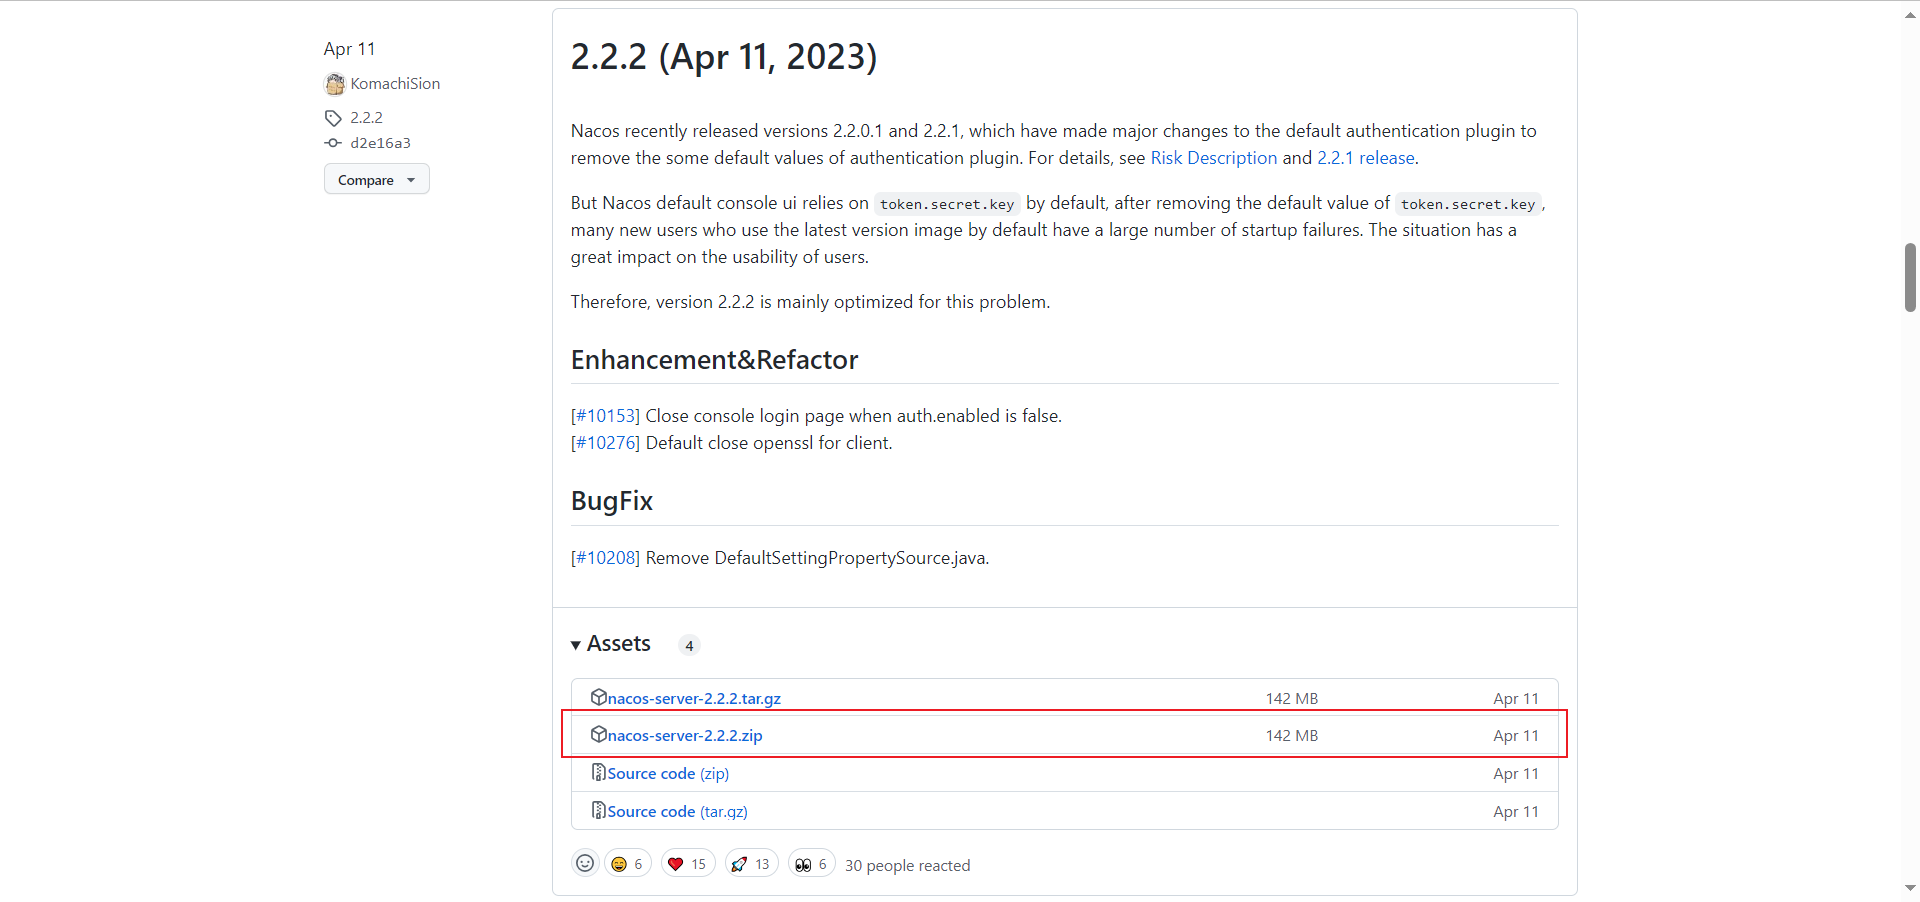 Apr 11
KomachiSion
2.2.2
d2e16a3
Compare
2.2.2 (Apr 11, 2023)
Nacos recently released versions 2.2.0.1 and 2.2.1, which have made major changes to the default authentication plugin to
remove the some default values of authentication plugin. For details, see Risk Description and 2.2.1 release.
But Nacos default console ui relies on token.secret.key by default, after removing the default value of token.secret.key,
many new users who use the latest version image by default have a large number of startup failures. The situation has a
great impact on the usability of users.
Therefore, version 2.2.2 is mainly optimized for this problem.
Enhancement&Refactor
[#10153] Close console login page when auth.enabled is false.
[#10276] Default close openssl for client.
BugFix
[#10208] Remove DefaultSettingPropertySource.java.
Assets 4
nacos-server-2.2.2.tar.gz 142 MB Apr 11
nacos-server-2.2.2.zip 142 MB Apr 11
Source code (zip) Apr 11
Source code (tar.gz) Apr 11
6 15 13 6 30 people reacted